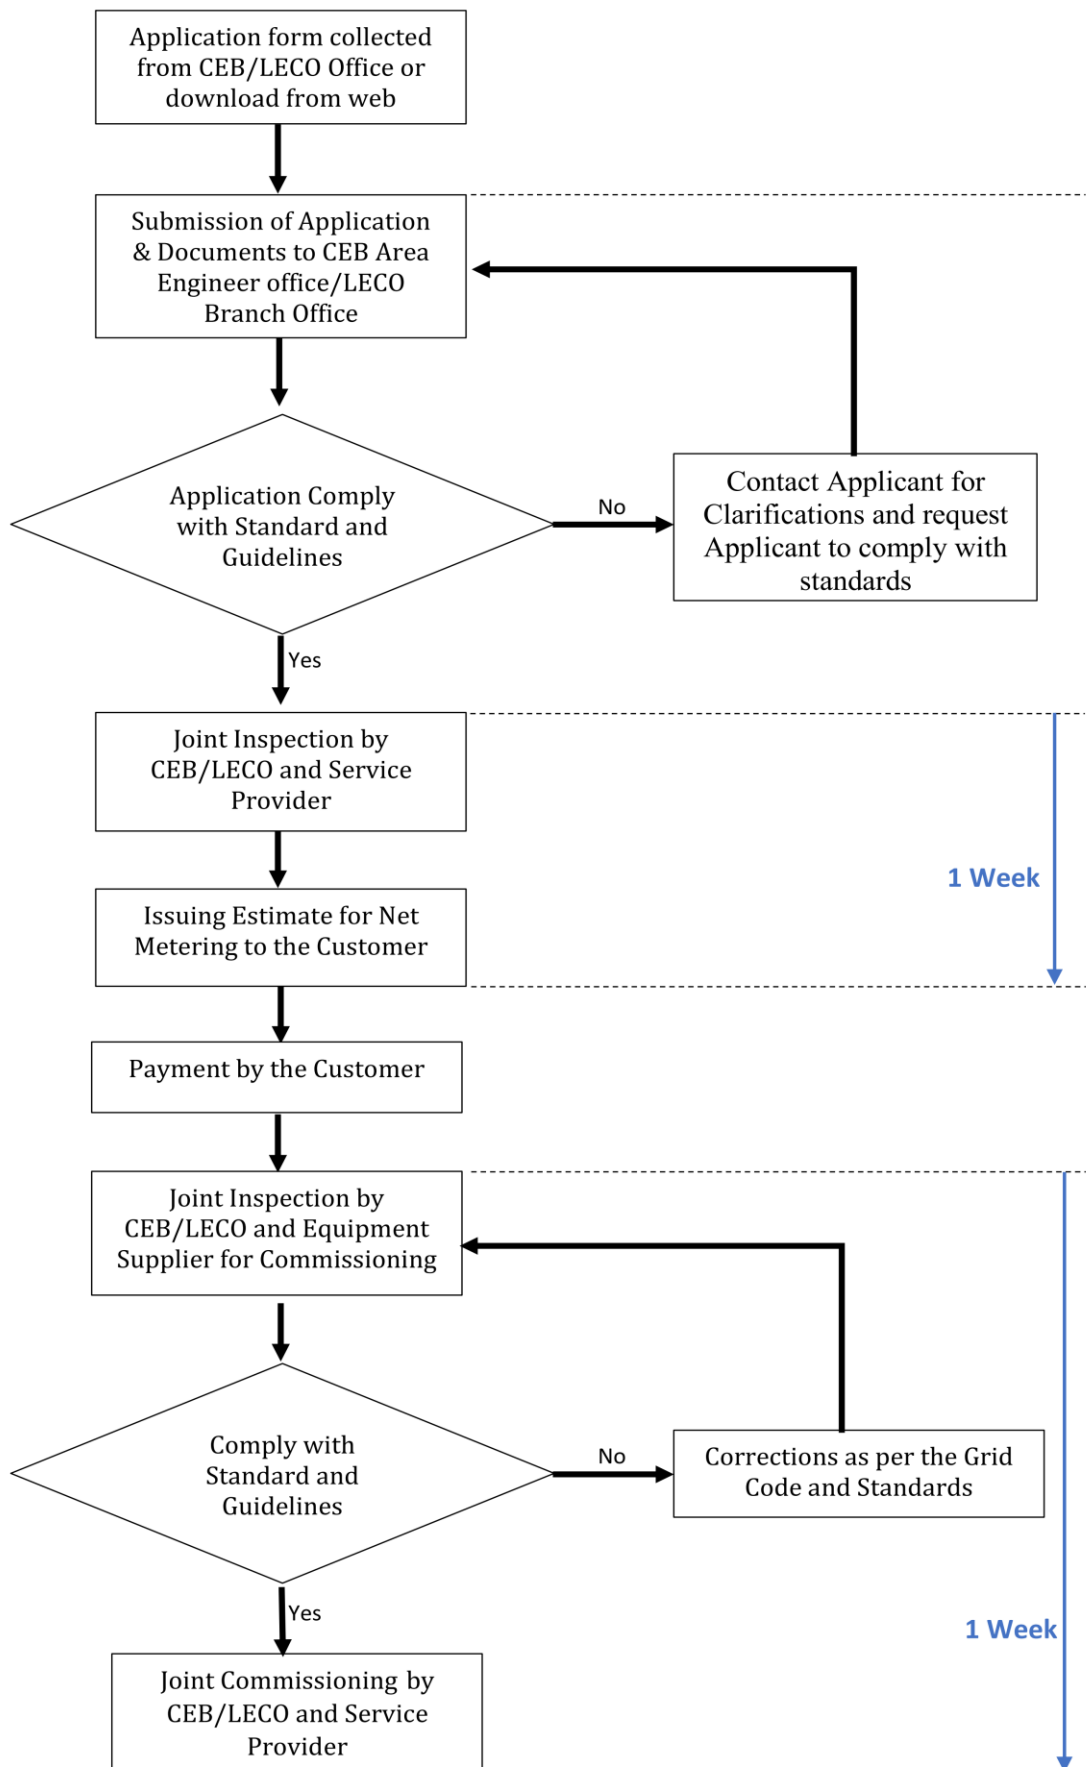 Application form collected
from CEB/LECO Office or
download from web
Submission of Application
& Documents to CEB Area
Engineer office/LECO
Branch Office
Application Comply
with Standard and
Guidelines
No
Contact Applicant for
Clarifications and request
Applicant to comply with
standards
Yes
Joint Inspection by
CEB/LECO and Service
Provider
1 Week
Issuing Estimate for Net
Metering to the Customer
Payment by the Customer
Joint Inspection by
CEB/LECO and Equipment
Supplier for Commissioning
Comply with
Standard and
Guidelines
No
Corrections as per the Grid
Code and Standards
Yes
1 Week
Joint Commissioning by
CEB/LECO and Service
Provider